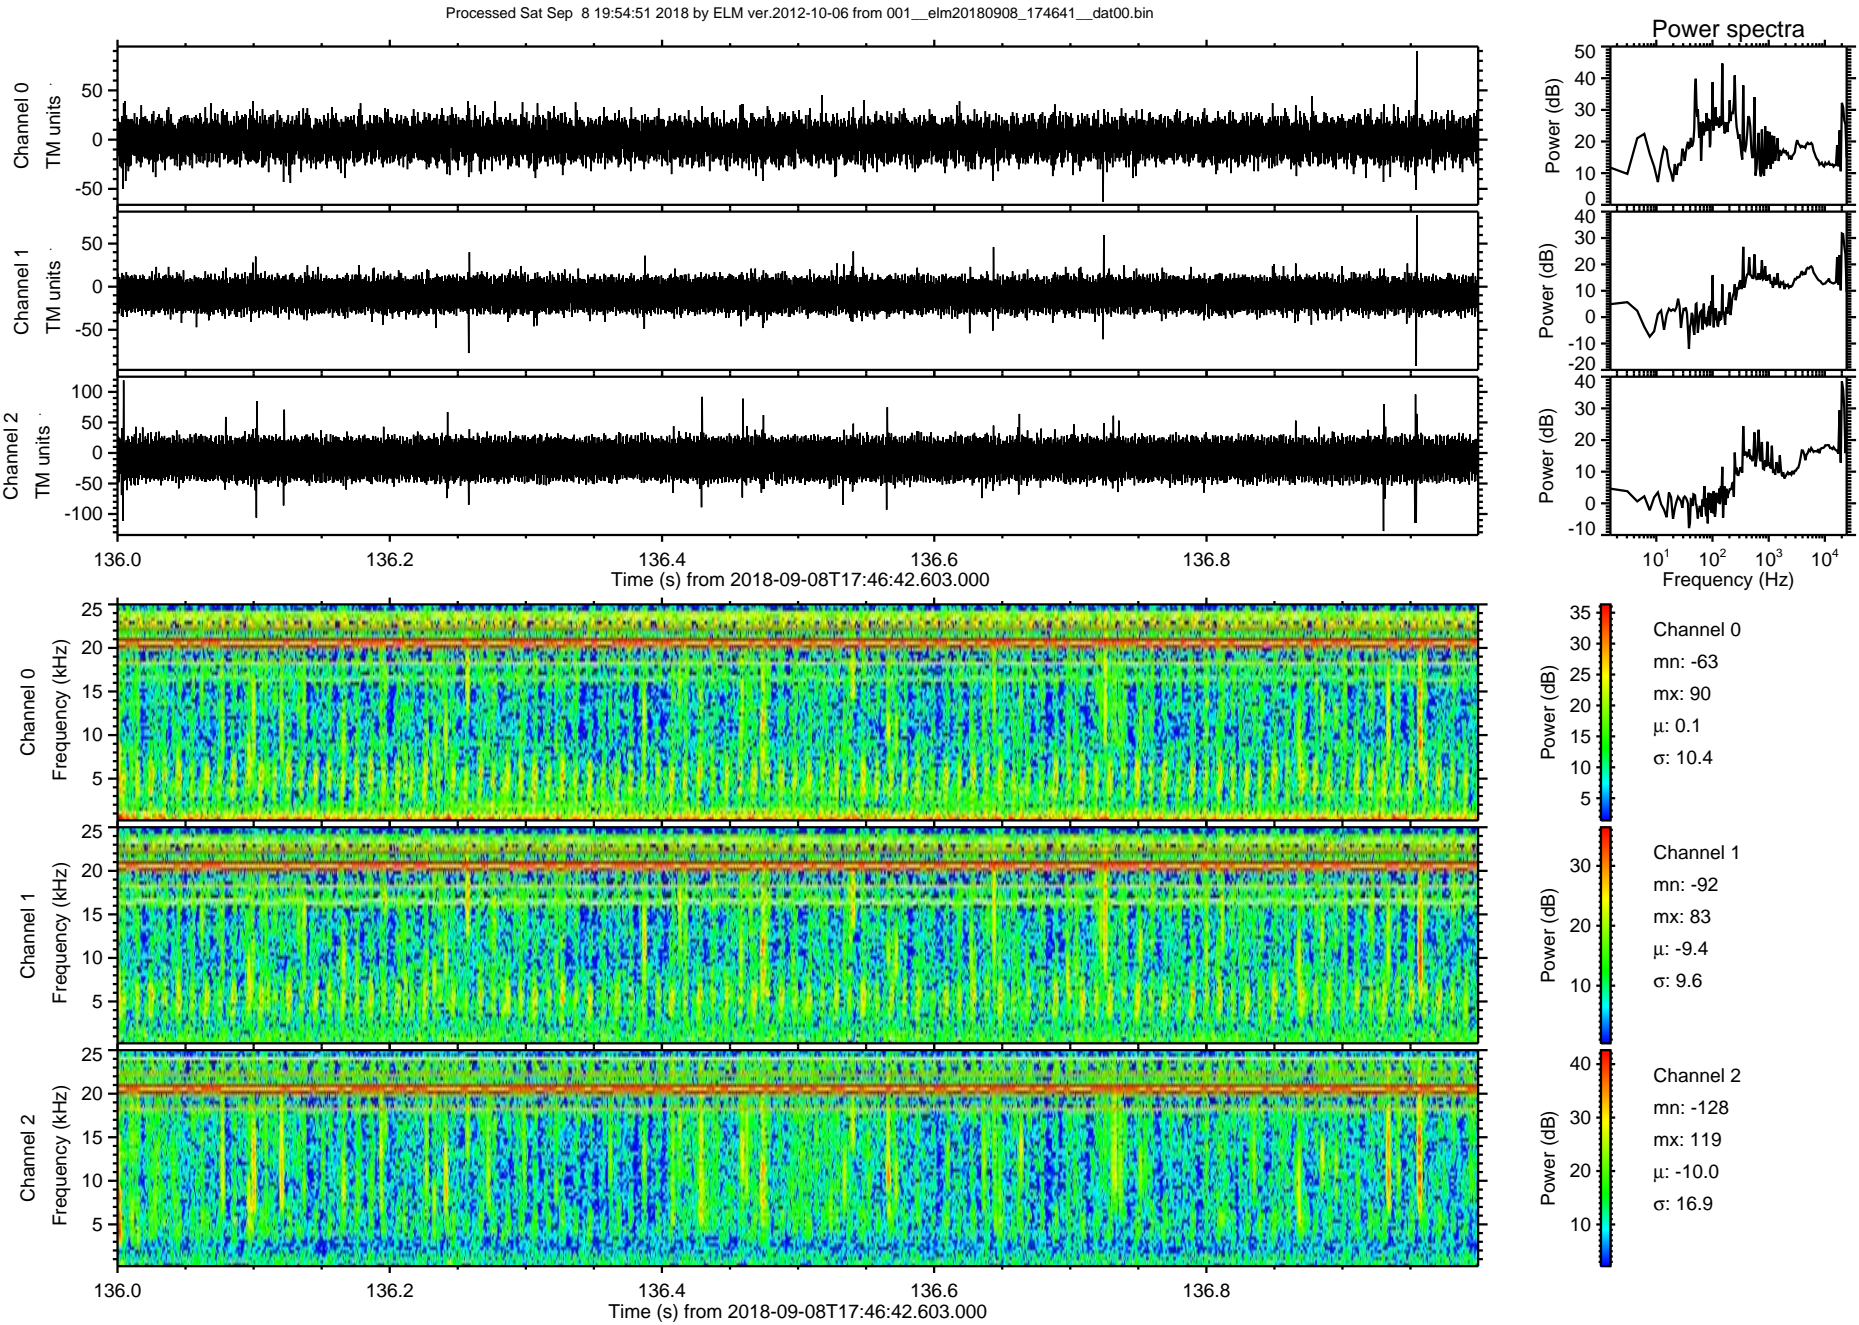 Processed Sat Sep  8 19:54:51 2018 by ELM ver.2012-10-06 from 001__elm20180908_174641__dat00.bin
Power spectra
Channel 0
TM units
50
0
-50
Power (dB)
50
40
30
20
10
0
Channel 1
TM units
50
0
-50
Power (dB)
40
30
20
10
0
-10
-20
Channel 2
TM units
100
50
0
-50
-100
Power (dB)
40
30
20
10
0
-10
136.0 136.2 136.4 136.6 136.8
Time (s) from 2018-09-08T17:46:42.603.000
10¹ 10² 10³ 10⁴
Frequency (Hz)
Channel 0
Frequency (kHz)
25
20
15
10
5
Power (dB)
35
30
25
20
15
10
5
Channel 0
mn: -63
mx: 90
μ: 0.1
σ: 10.4
Channel 1
Frequency (kHz)
25
20
15
10
5
Power (dB)
30
20
10
Channel 1
mn: -92
mx: 83
μ: -9.4
σ: 9.6
Channel 2
Frequency (kHz)
25
20
15
10
5
Power (dB)
40
30
20
10
Channel 2
mn: -128
mx: 119
μ: -10.0
σ: 16.9
136.0 136.2 136.4 136.6 136.8
Time (s) from 2018-09-08T17:46:42.603.000